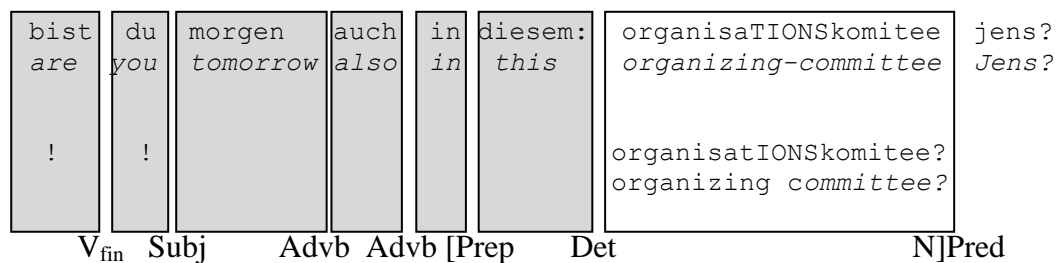 bist du morgen auch in diesem: organisaTIONSkomitee jens?
are you tomorrow also in this organizing-committee Jens?
! ! organisatIONSkomitee?
organizing committee?
Vfin Subj Advb Advb [Prep Det N]Pred